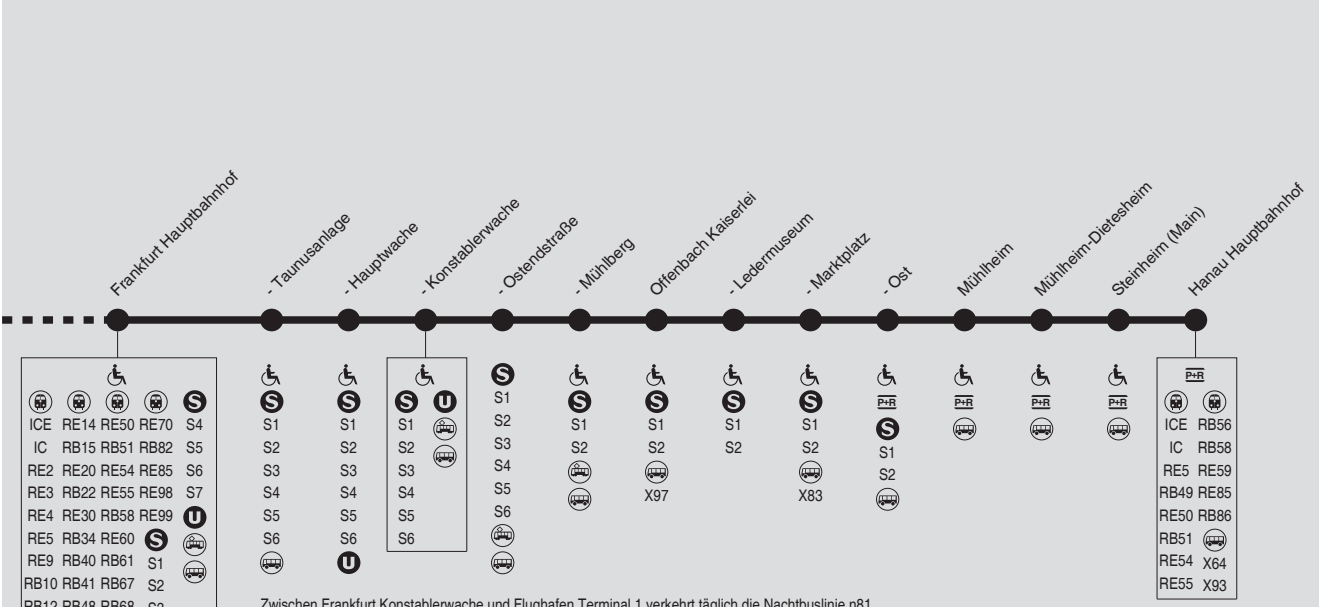 Frankfurt Hauptbahnhof
- Taunusanlage
- Hauptwache
- Konstablerwache
- Ostendstraße
- Mühlberg
Offenbach Kaiserlei
- Ledermuseum
- Marktplatz
- Ost
Mühlheim
Mühlheim-Dietesheim
Steinheim (Main)
Hanau Hauptbahnhof
S
ICE RE14 RE50 RE70 S4
IC RB15 RB51 RB82 S5
RE2 RE20 RE54 RE85 S6
RE3 RB22 RE55 RE98 S7
RE4 RE30 RB58 RE99 U
RE5 RB34 RE60 S
RE9 RB40 RB61 S1
RB10 RB41 RB67 S2
RB12 RB48 RB68 S3
S
S1
S2
S3
S4
S5
S6
S
S1
S2
S3
S4
S5
S6
U
S U
S1
S2
S3
S4
S5
S6
S
S1
S2
S3
S4
S5
S6
S
S1
S2
S
S1
S2
X97
S
S1
S2
S
S1
S2
X83
P+R
S
S1
S2
P+R
P+R
P+R
P+R
ICE RB56
IC RB58
RE5 RE59
RB49 RE85
RE50 RB86
RB51
RE54 X64
RE55 X93
Zwischen Frankfurt Konstablerwache und Flughafen Terminal 1 verkehrt täglich die Nachtbuslinie n81